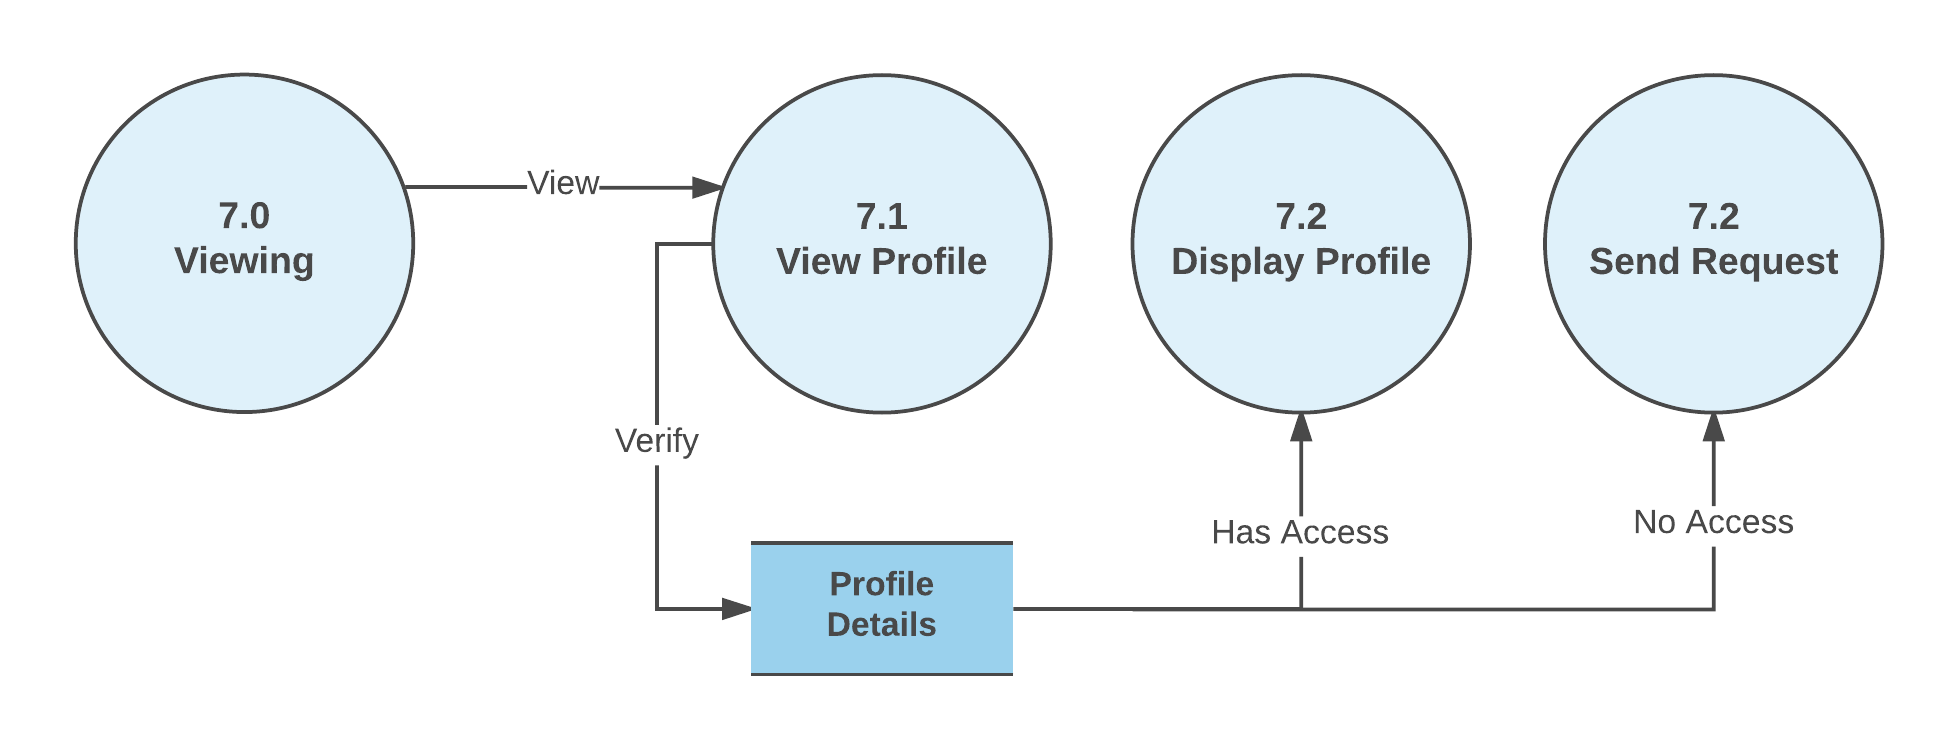 7.0
Viewing
View
7.1
View Profile
7.2
Display Profile
7.2
Send Request
Verify
Has Access
No Access
Profile
Details